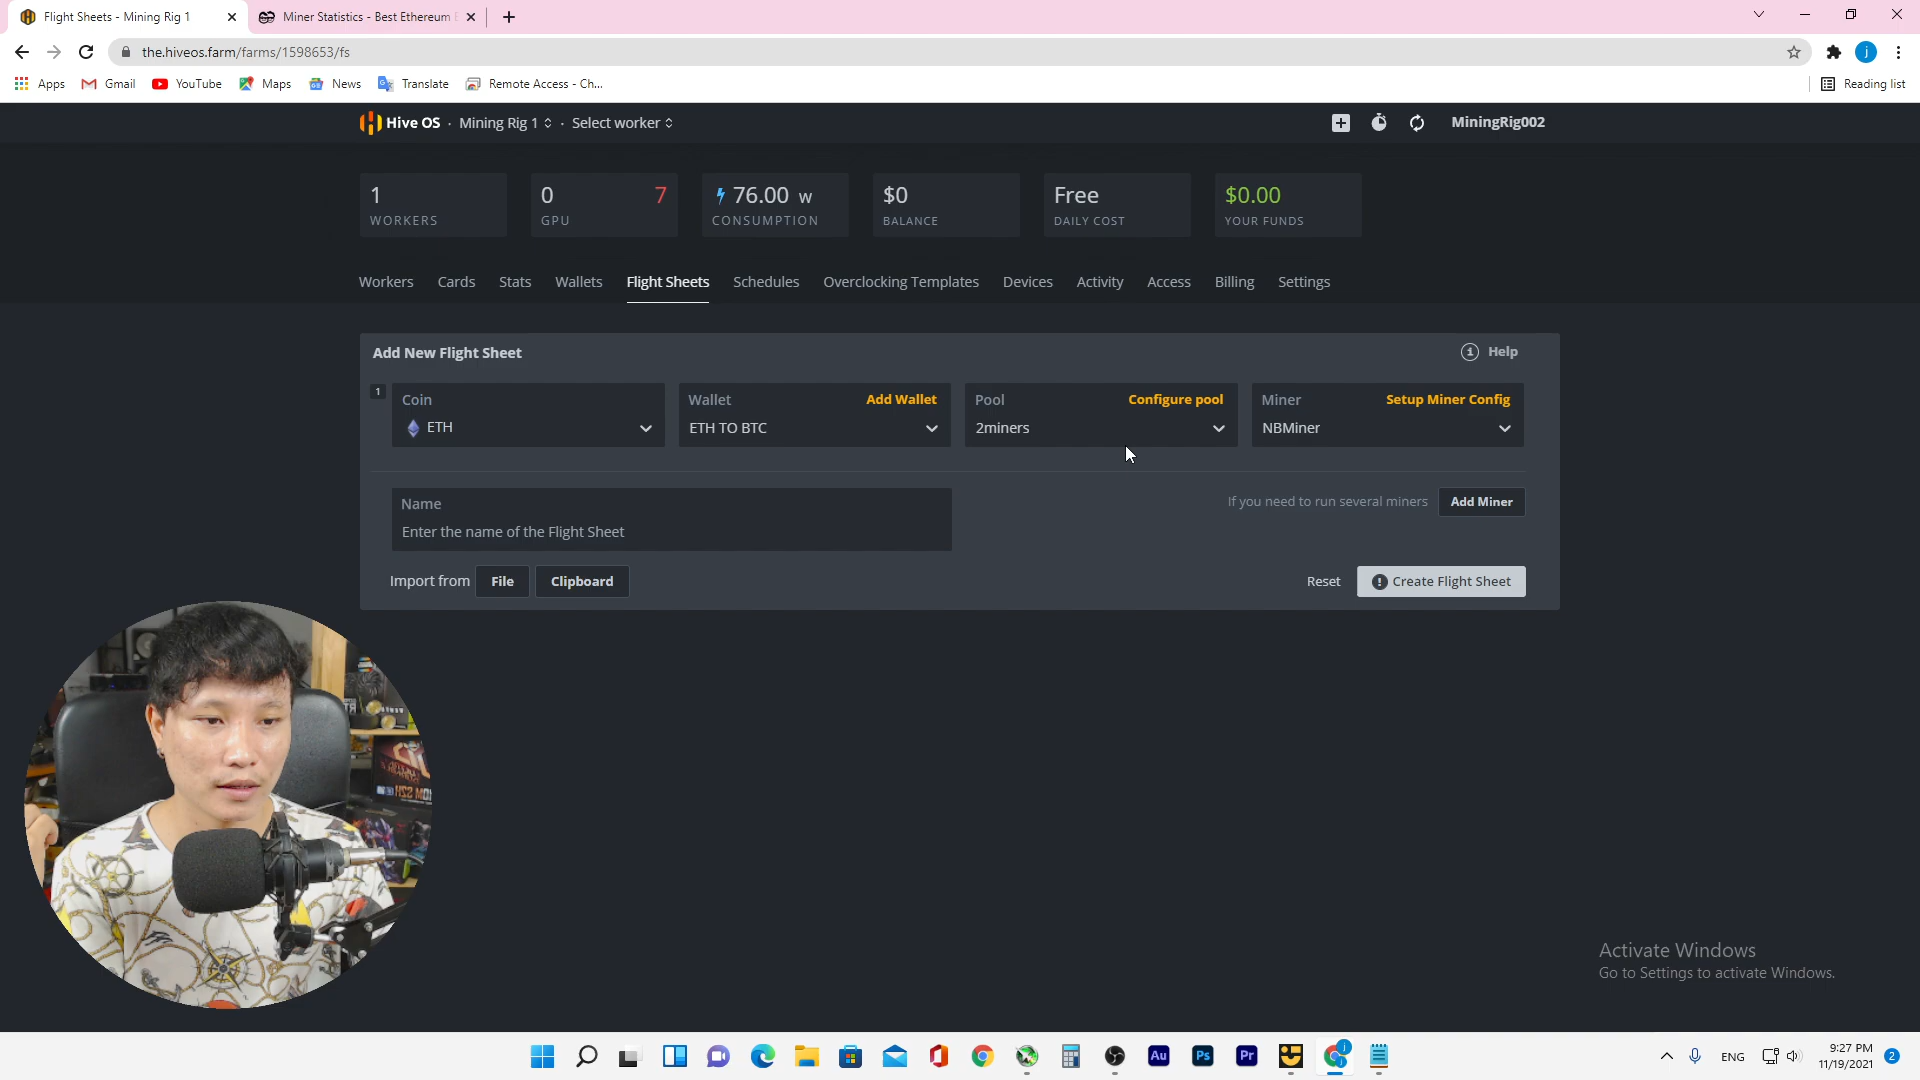 Flight Sheets - Mining Rig 1
Miner Statistics - Best Ethereum
the.hiveos.farm/farms/1598653/fs
j
Apps Gmail YouTube Maps News Translate Remote Access - Ch... Reading list
Hive OS · Mining Rig 1 · Select worker MiningRig002
1 0 7 76.00 w $0 Free $0.00
WORKERS GPU CONSUMPTION BALANCE DAILY COST YOUR FUNDS
Workers Cards Stats Wallets Flight Sheets Schedules Overclocking Templates Devices Activity Access Billing Settings
Add New Flight Sheet Help
1 Coin Wallet Add Wallet Pool Configure pool Miner Setup Miner Config
ETH ETH TO BTC 2miners NBMiner
Name
Enter the name of the Flight Sheet
If you need to run several miners Add Miner
Import from File Clipboard Reset Create Flight Sheet
Activate Windows
Go to Settings to activate Windows.
Au Ps Pr
ENG
9:27 PM
11/19/2021
2